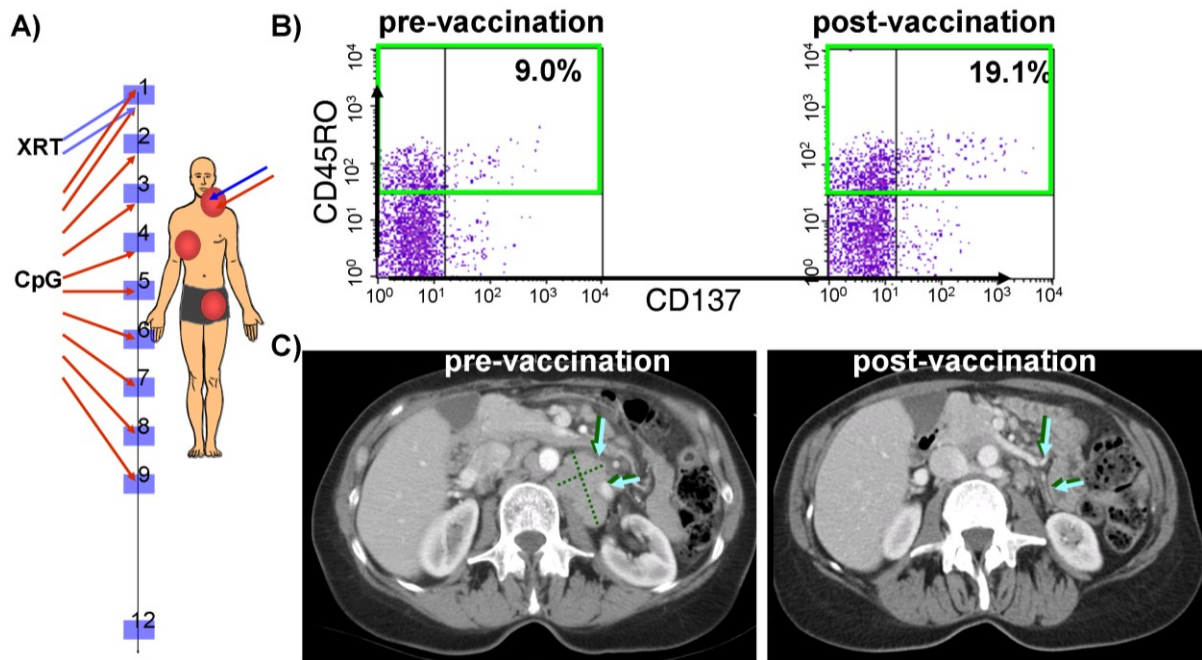 A)
1
XRT
2
3
4
CpG
5
6
7
8
9
12
B)
pre-vaccination
post-vaccination
9.0%
19.1%
CD45RO
10⁴
10³
10²
10¹
10⁰
10⁰ 10¹ 10² 10³ 10⁴
10⁴
10³
10²
10¹
10⁰
10⁰ 10¹ 10² 10³ 10⁴
CD137
C)
pre-vaccination
post-vaccination